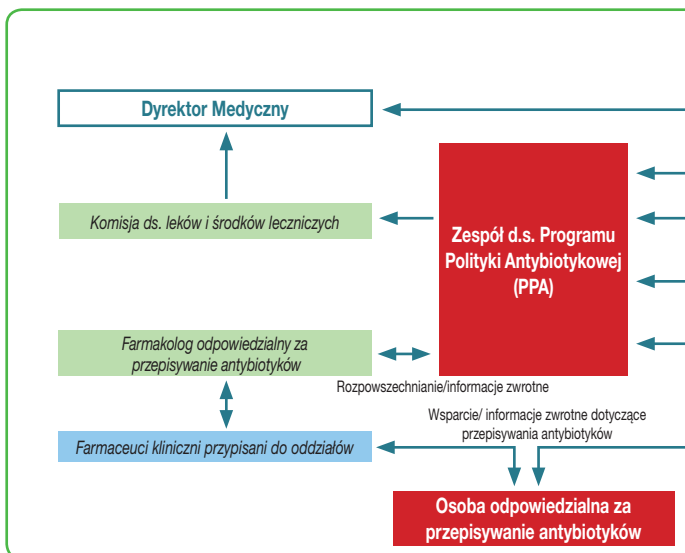 Dyrektor Medyczny
Komisja ds. leków i środków leczniczych
Zespół d.s. Programu
Polityki Antybiotykowej
(PPA)
Farmakolog odpowiedzialny za
przepisywanie antybiotyków
Rozpowszechnianie/informacje zwrotne
Wsparcie/ informacje zwrotne dotyczące
przepisywania antybiotyków
Farmaceuci kliniczni przypisani do oddziałów
Osoba odpowiedzialna za
przepisywanie antybiotyków